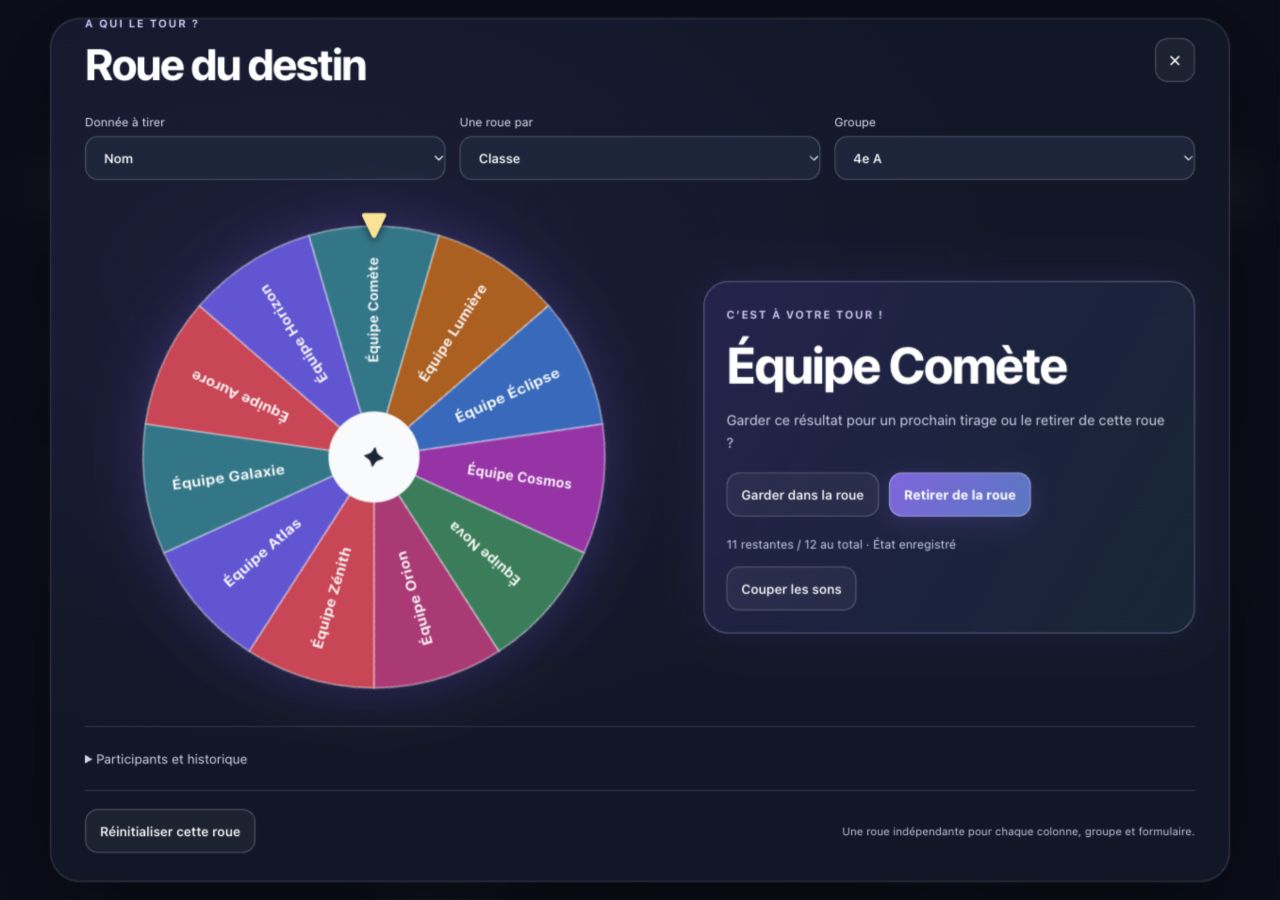 A QUI LE TOUR ?
Roue du destin
×
Donnée à tirer
Une roue par
Groupe
Nom
Classe
4e A
Équipe Comète
Équipe Lumière
Équipe Éclipse
Équipe Cosmos
Équipe Nova
Équipe Orion
Équipe Zénith
Équipe Atlas
Équipe Galaxie
Équipe Aurore
Équipe Horizon
C'EST À VOTRE TOUR !
Équipe Comète
Garder ce résultat pour un prochain tirage ou le retirer de cette roue
?
Garder dans la roue
Retirer de la roue
11 restantes / 12 au total · État enregistré
Couper les sons
Participants et historique
Réinitialiser cette roue
Une roue indépendante pour chaque colonne, groupe et formulaire.